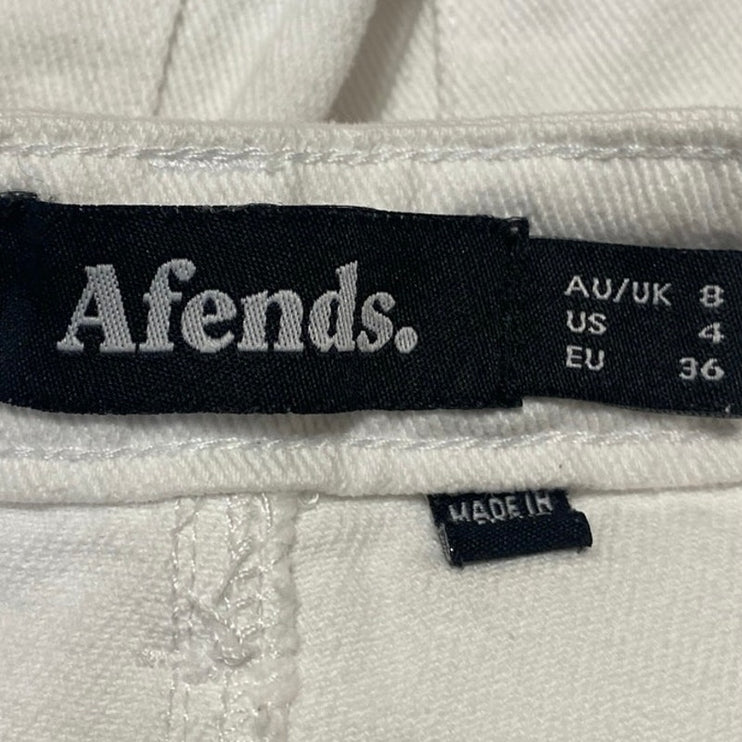 Afends.
AU/UK 8
US 4
EU 36
MADE IN